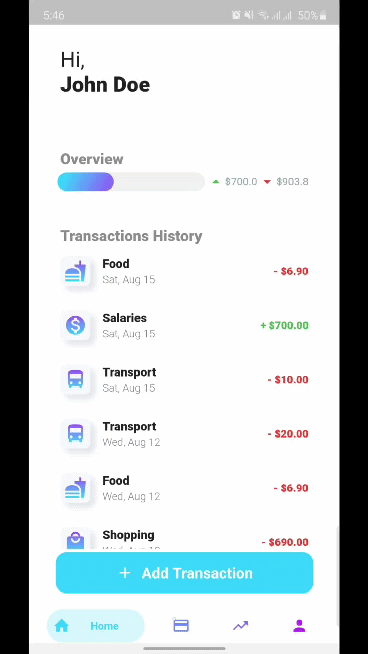 5:46
50%
Hi,
John Doe
Overview
$700.0 $903.8
Transactions History
Food
Sat, Aug 15
- $6.90
Salaries
Sat, Aug 15
+ $700.00
Transport
Sat, Aug 15
- $10.00
Transport
Wed, Aug 12
- $20.00
Food
Wed, Aug 12
- $6.90
Shopping
- $690.00
+ Add Transaction
Home